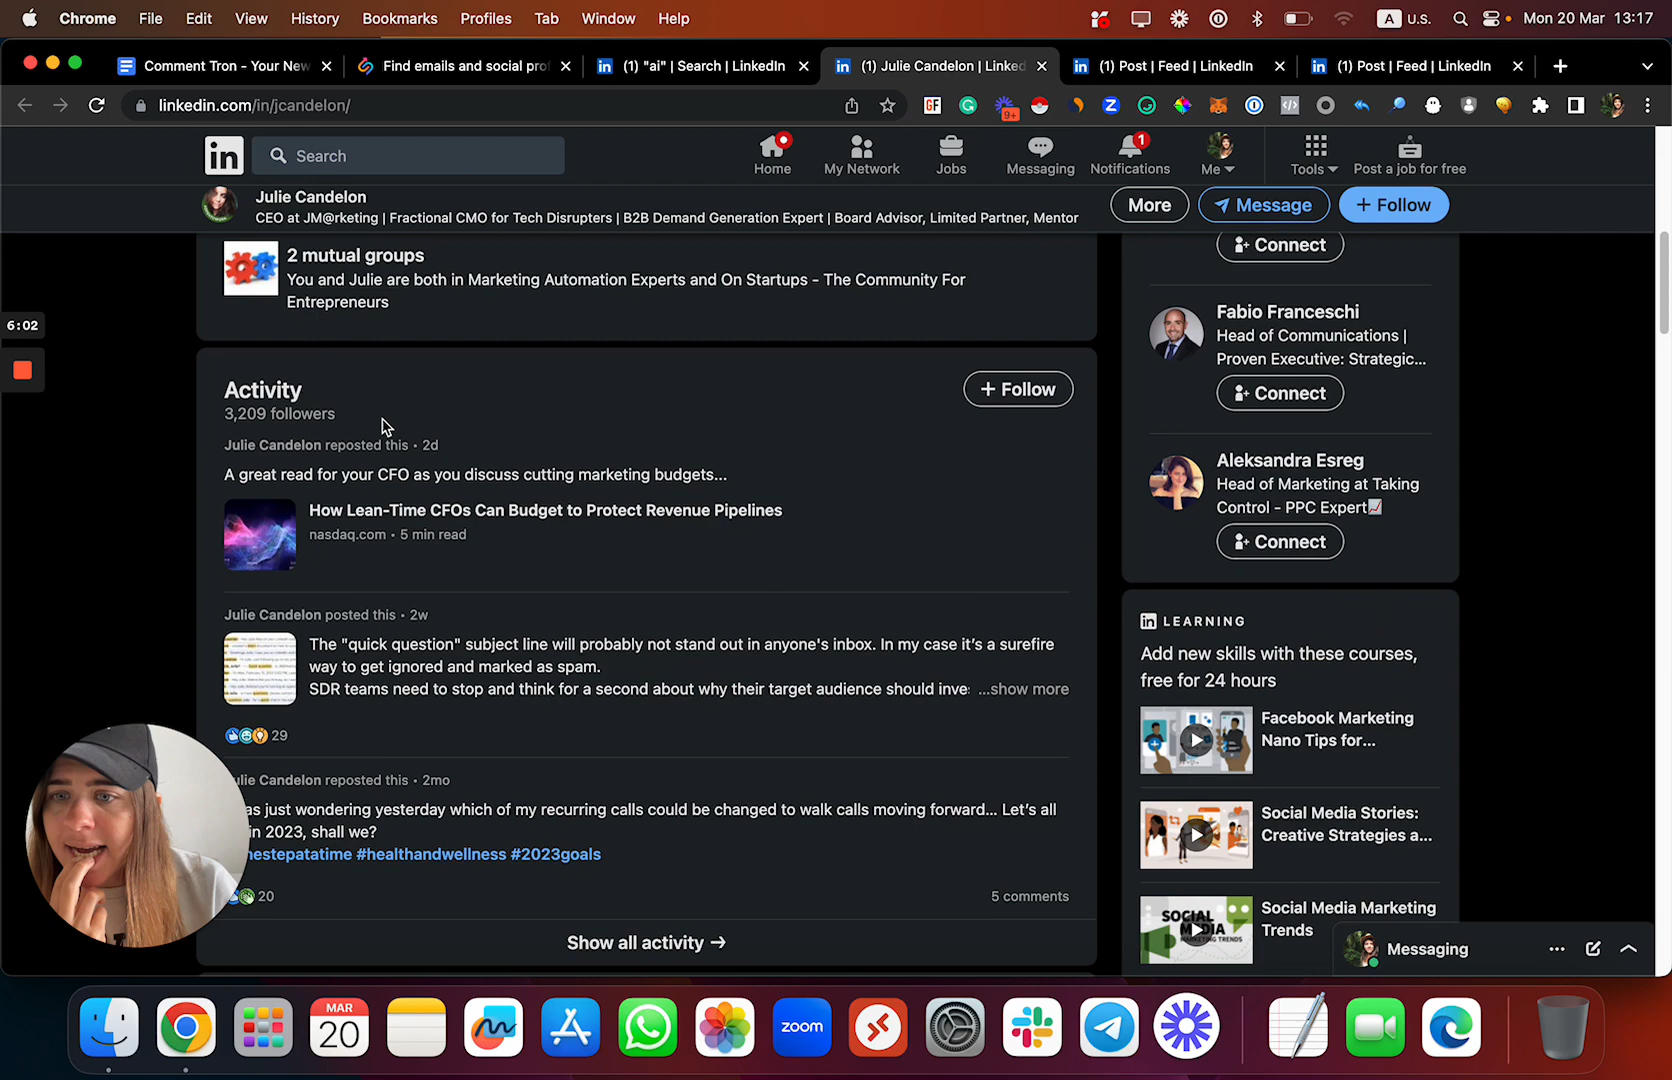 Chrome File Edit View History Bookmarks Profiles Tab Window Help
A U.S. Mon 20 Mar 13:17
Comment Tron - Your New
Find emails and social prof
(1) "ai" | Search | LinkedIn
(1) Julie Candelon | Linked
(1) Post | Feed | LinkedIn
(1) Post | Feed | LinkedIn
linkedin.com/in/jcandelon/
GF
9+
in
Search
Home
My Network
Jobs
Messaging
1
Notifications
Me
Tools
Post a job for free
Julie Candelon
CEO at JM@rketing | Fractional CMO for Tech Disrupters | B2B Demand Generation Expert | Board Advisor, Limited Partner, Mentor
More
Message
+ Follow
2 mutual groups
You and Julie are both in Marketing Automation Experts and On Startups - The Community For
Entrepreneurs
6:02
Activity
3,209 followers
+ Follow
Julie Candelon reposted this • 2d
A great read for your CFO as you discuss cutting marketing budgets...
How Lean-Time CFOs Can Budget to Protect Revenue Pipelines
nasdaq.com • 5 min read
Julie Candelon posted this • 2w
The "quick question" subject line will probably not stand out in anyone's inbox. In my case it's a surefire
way to get ignored and marked as spam.
SDR teams need to stop and think for a second about why their target audience should inve ...show more
29
ulie Candelon reposted this • 2mo
as just wondering yesterday which of my recurring calls could be changed to walk calls moving forward... Let's all
in 2023, shall we?
nestepatatime #healthandwellness #2023goals
20
5 comments
Show all activity →
Connect
Fabio Franceschi
Head of Communications |
Proven Executive: Strategic...
Connect
Aleksandra Esreg
Head of Marketing at Taking
Control - PPC Expert
Connect
in LEARNING
Add new skills with these courses,
free for 24 hours
Facebook Marketing
Nano Tips for...
Social Media Stories:
Creative Strategies a...
SOCIAL
MEDIA
MARKETING TRENDS
Social Media Marketing
Trends
Messaging
MAR
20
zoom